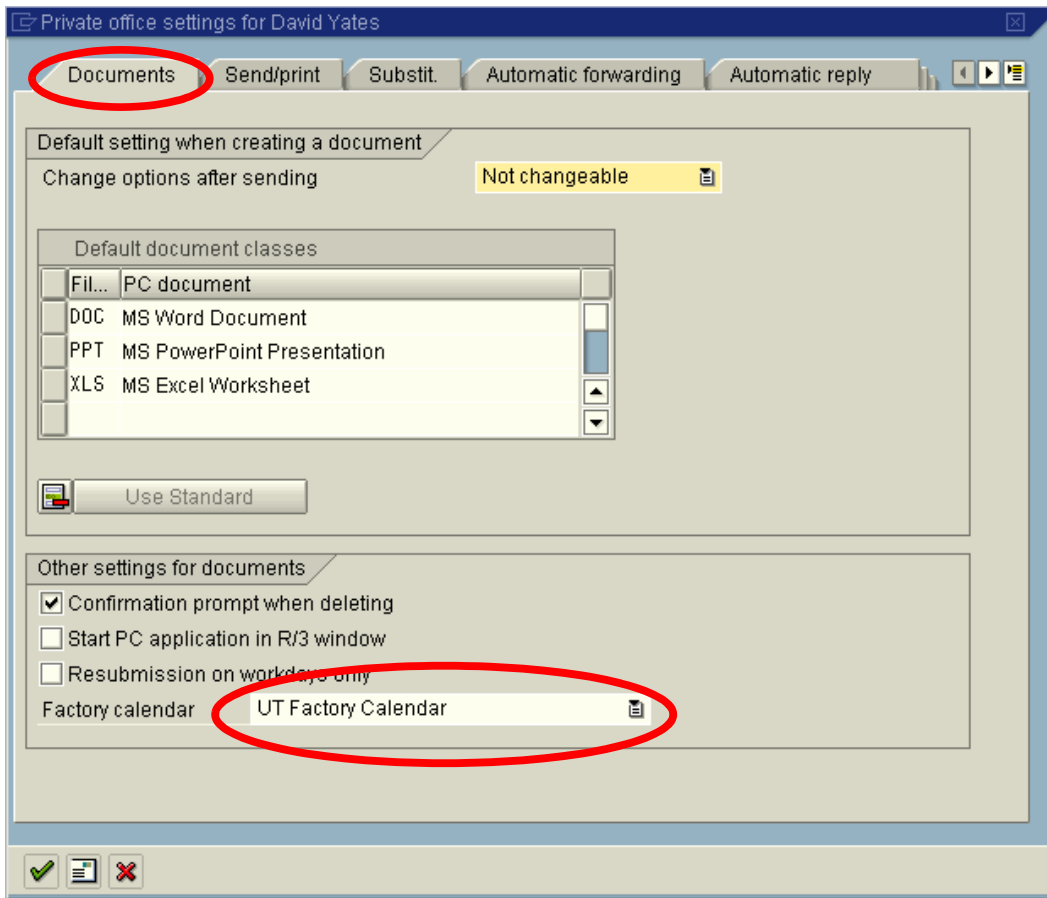 Private office settings for David Yates
Documents Send/print Substit. Automatic forwarding Automatic reply
Default setting when creating a document
Change options after sending Not changeable
Default document classes
Fil... PC document
DOC MS Word Document
PPT MS PowerPoint Presentation
XLS MS Excel Worksheet
Use Standard
Other settings for documents
Confirmation prompt when deleting
Start PC application in R/3 window
Resubmission on workdays only
Factory calendar UT Factory Calendar